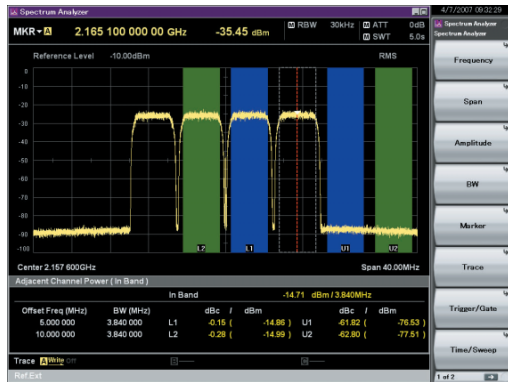 Spectrum Analyzer
4/7/2007 09:32:29
MKR▾ A 2.165 100 000 00 GHz -35.45 dBm M RBW 30kHz M ATT 0dB
M SWT 5.0s
Reference Level -10.00dBm RMS
0
-10
-20
-30
-40
-50
-60
-70
-80
-90
-100
L2 L1 U1 U2
Center 2.157 600GHz Span 40.00MHz
Adjacent Channel Power ( In Band )
In Band -14.71 dBm / 3.840MHz
Offset Freq (MHz) BW (MHz) dBc / dBm dBc / dBm
5.000 000 3.840 000 L1 -0.15 ( -14.86 ) U1 -61.82 ( -76.53 )
10.000 000 3.840 000 L2 -0.28 ( -14.99 ) U2 -62.80 ( -77.51 )
Trace A Write Off B — —
Ref.Ext
Spectrum Analyzer
Spectrum Analyzer
Frequency
Span
Amplitude
BW
Marker
Trace
Trigger/Gate
Time/Sweep
1 of 2